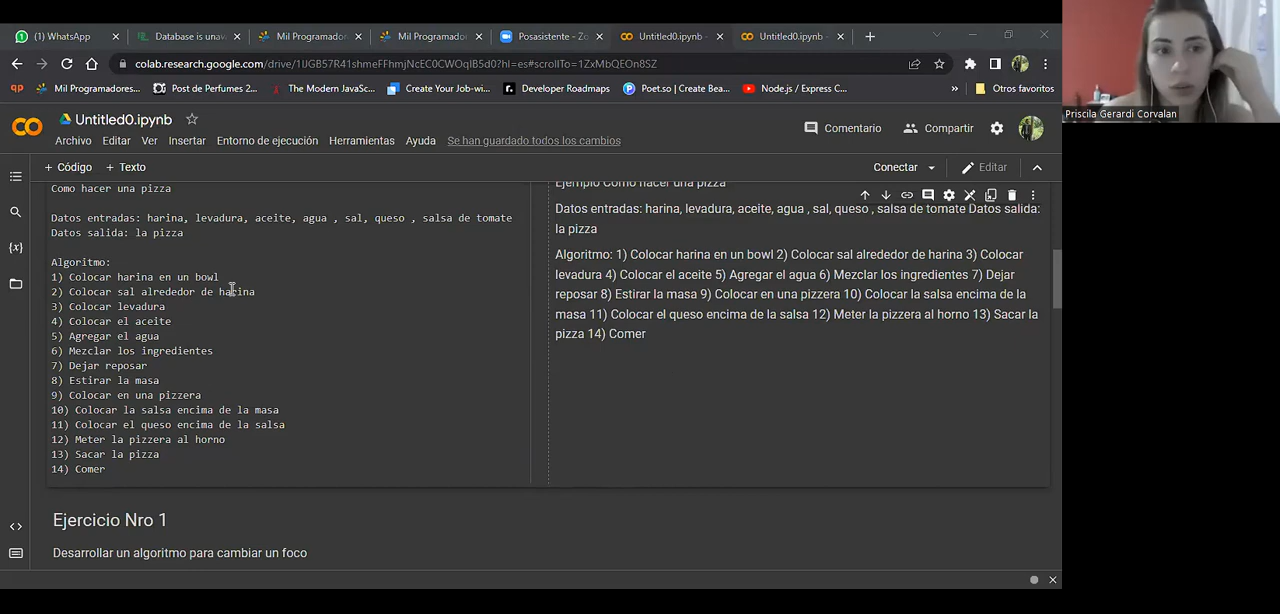 (1) WhatsApp
Database is unav
Mil Programador
Mil Programador
Posasistente - Zo
Untitled0.ipynb -
Untitled0.ipynb -
colab.research.google.com/drive/1IJGB57R41shmeFFhmjNcEC0CWOqIB5d0?hl=es#scrollTo=1ZxMbQEOn8SZ
Mil Programadores...
Post de Perfumes 2...
The Modern JavaSc...
Create Your Job-wi...
Developer Roadmaps
Poet.so | Create Bea...
Node.js / Express C...
»
Otros favoritos
Untitled0.ipynb
Archivo Editar Ver Insertar Entorno de ejecución Herramientas Ayuda Se han guardado todos los cambios
Comentario
Compartir
+ Código + Texto
Conectar
Editar
Como hacer una pizza
Datos entradas: harina, levadura, aceite, agua , sal, queso , salsa de tomate
Datos salida: la pizza
Algoritmo:
1) Colocar harina en un bowl
2) Colocar sal alrededor de harina
3) Colocar levadura
4) Colocar el aceite
5) Agregar el agua
6) Mezclar los ingredientes
7) Dejar reposar
8) Estirar la masa
9) Colocar en una pizzera
10) Colocar la salsa encima de la masa
11) Colocar el queso encima de la salsa
12) Meter la pizzera al horno
13) Sacar la pizza
14) Comer
Ejemplo Como hacer una pizza
Datos entradas: harina, levadura, aceite, agua , sal, queso , salsa de tomate Datos salida:
la pizza
Algoritmo: 1) Colocar harina en un bowl 2) Colocar sal alrededor de harina 3) Colocar
levadura 4) Colocar el aceite 5) Agregar el agua 6) Mezclar los ingredientes 7) Dejar
reposar 8) Estirar la masa 9) Colocar en una pizzera 10) Colocar la salsa encima de la
masa 11) Colocar el queso encima de la salsa 12) Meter la pizzera al horno 13) Sacar la
pizza 14) Comer
Ejercicio Nro 1
Desarrollar un algoritmo para cambiar un foco
Priscila Gerardi Corvalan